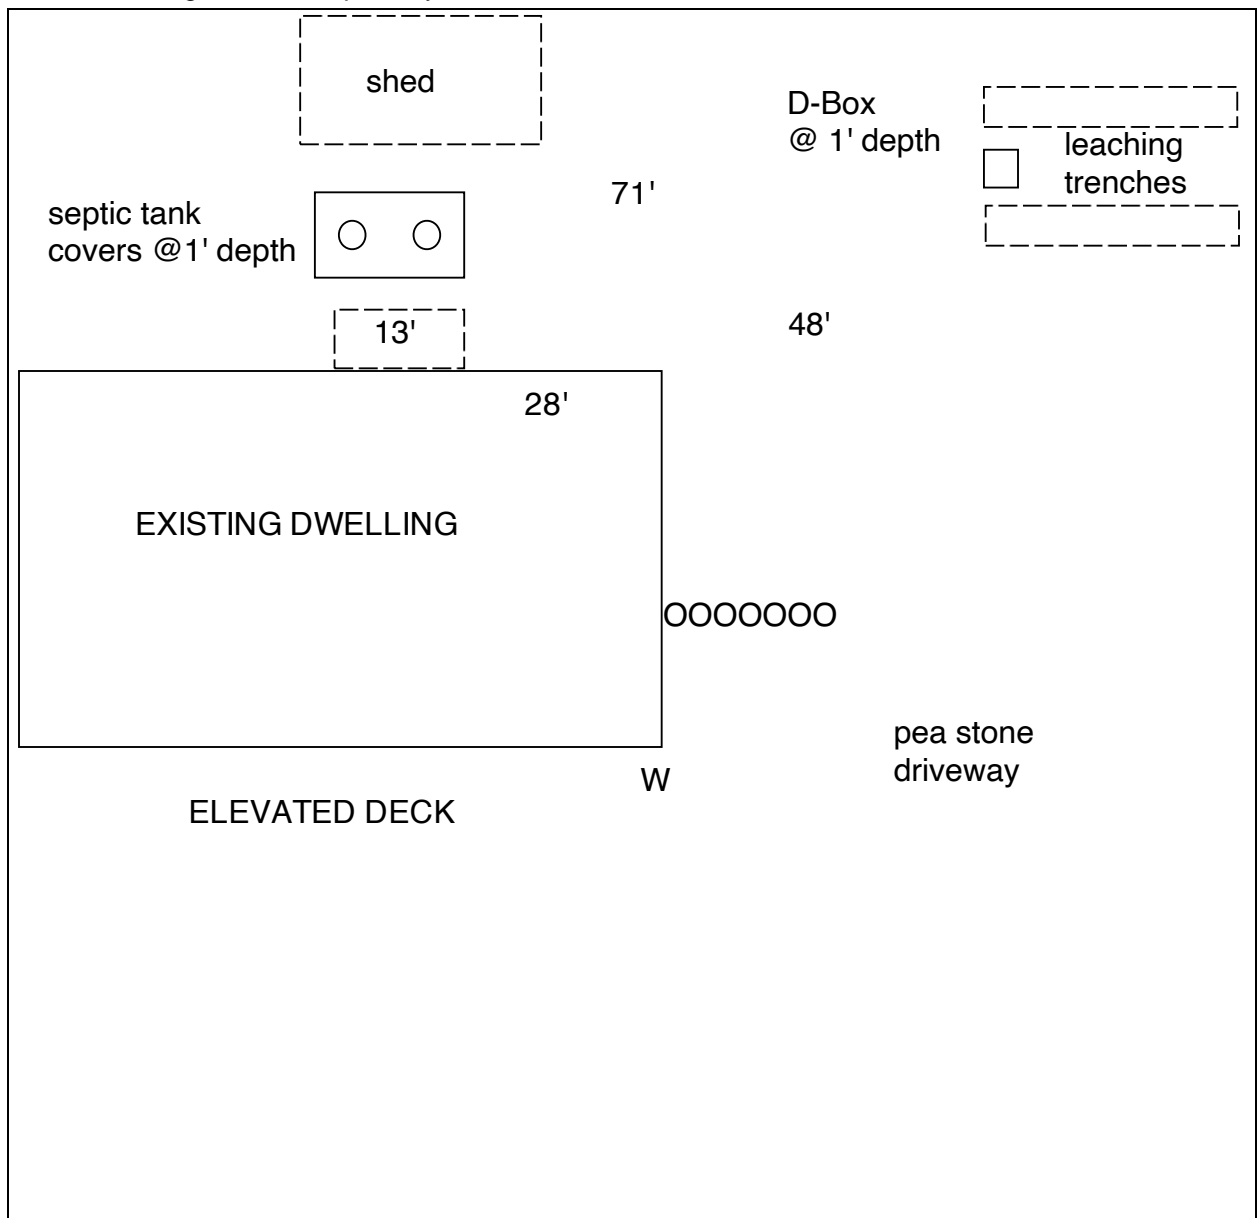 shed
D-Box
@ 1' depth
leaching
trenches
71'
septic tank
covers @1' depth
13'
48'
28'
EXISTING DWELLING
OOOOOOO
pea stone
driveway
W
ELEVATED DECK